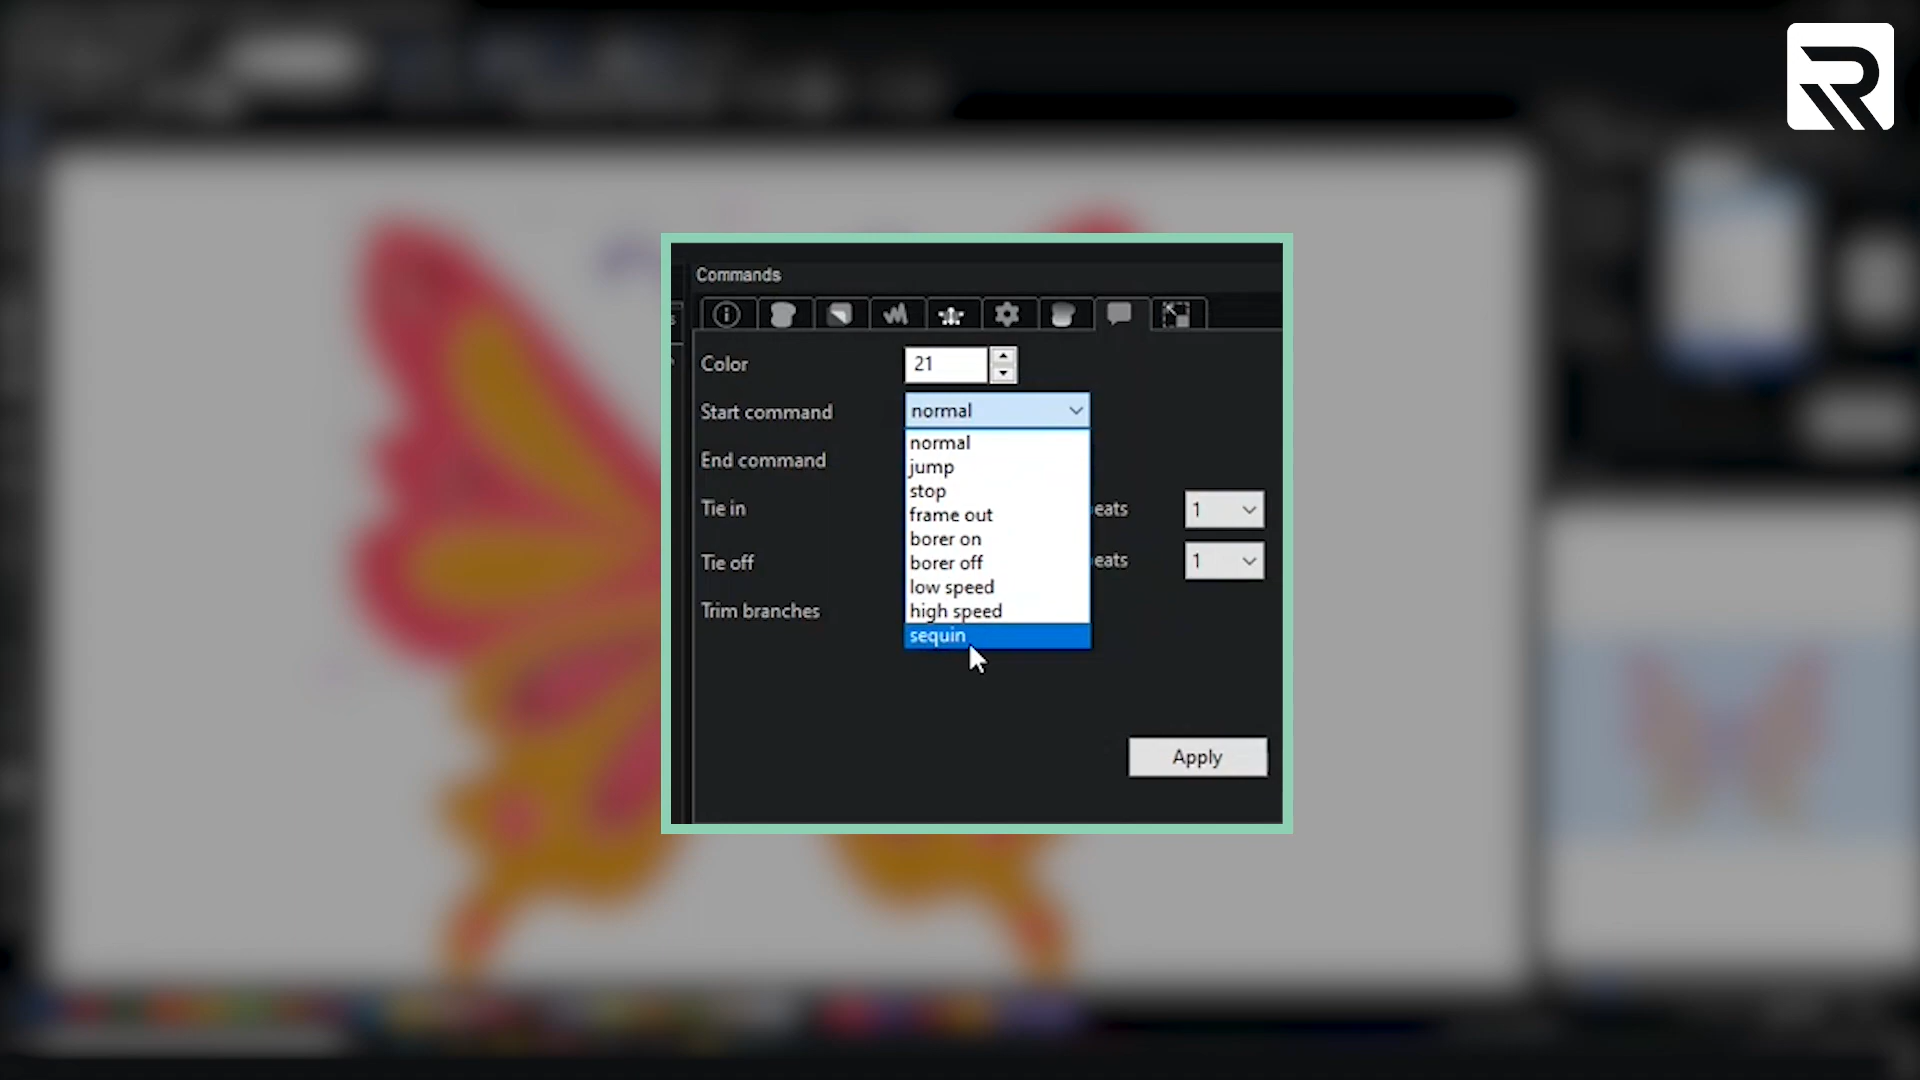 Commands
Color 21
Start command normal
normal
jump
stop
frame out
borer on
borer off
low speed
high speed
sequin
End command
Tie in eats 1
Tie off eats 1
Trim branches
Apply